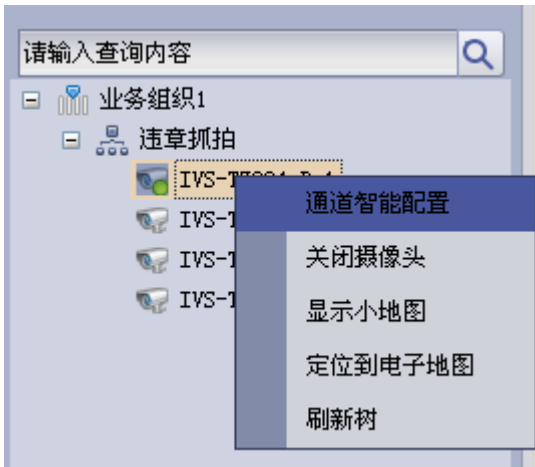 请输入查询内容
业务组织1
违章抓拍
IVS-T
通道智能配置
IVS-T
关闭摄像头
IVS-T
显示小地图
IVS-T
定位到电子地图
刷新树